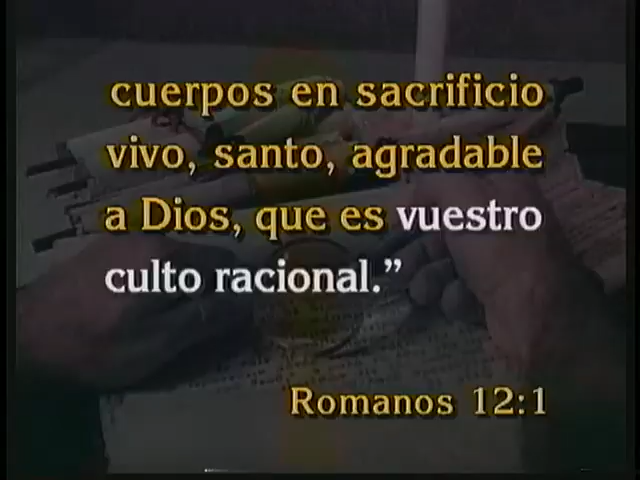 cuerpos en sacrificio
vivo, santo, agradable
a Dios, que es vuestro
culto racional.”
Romanos 12:1